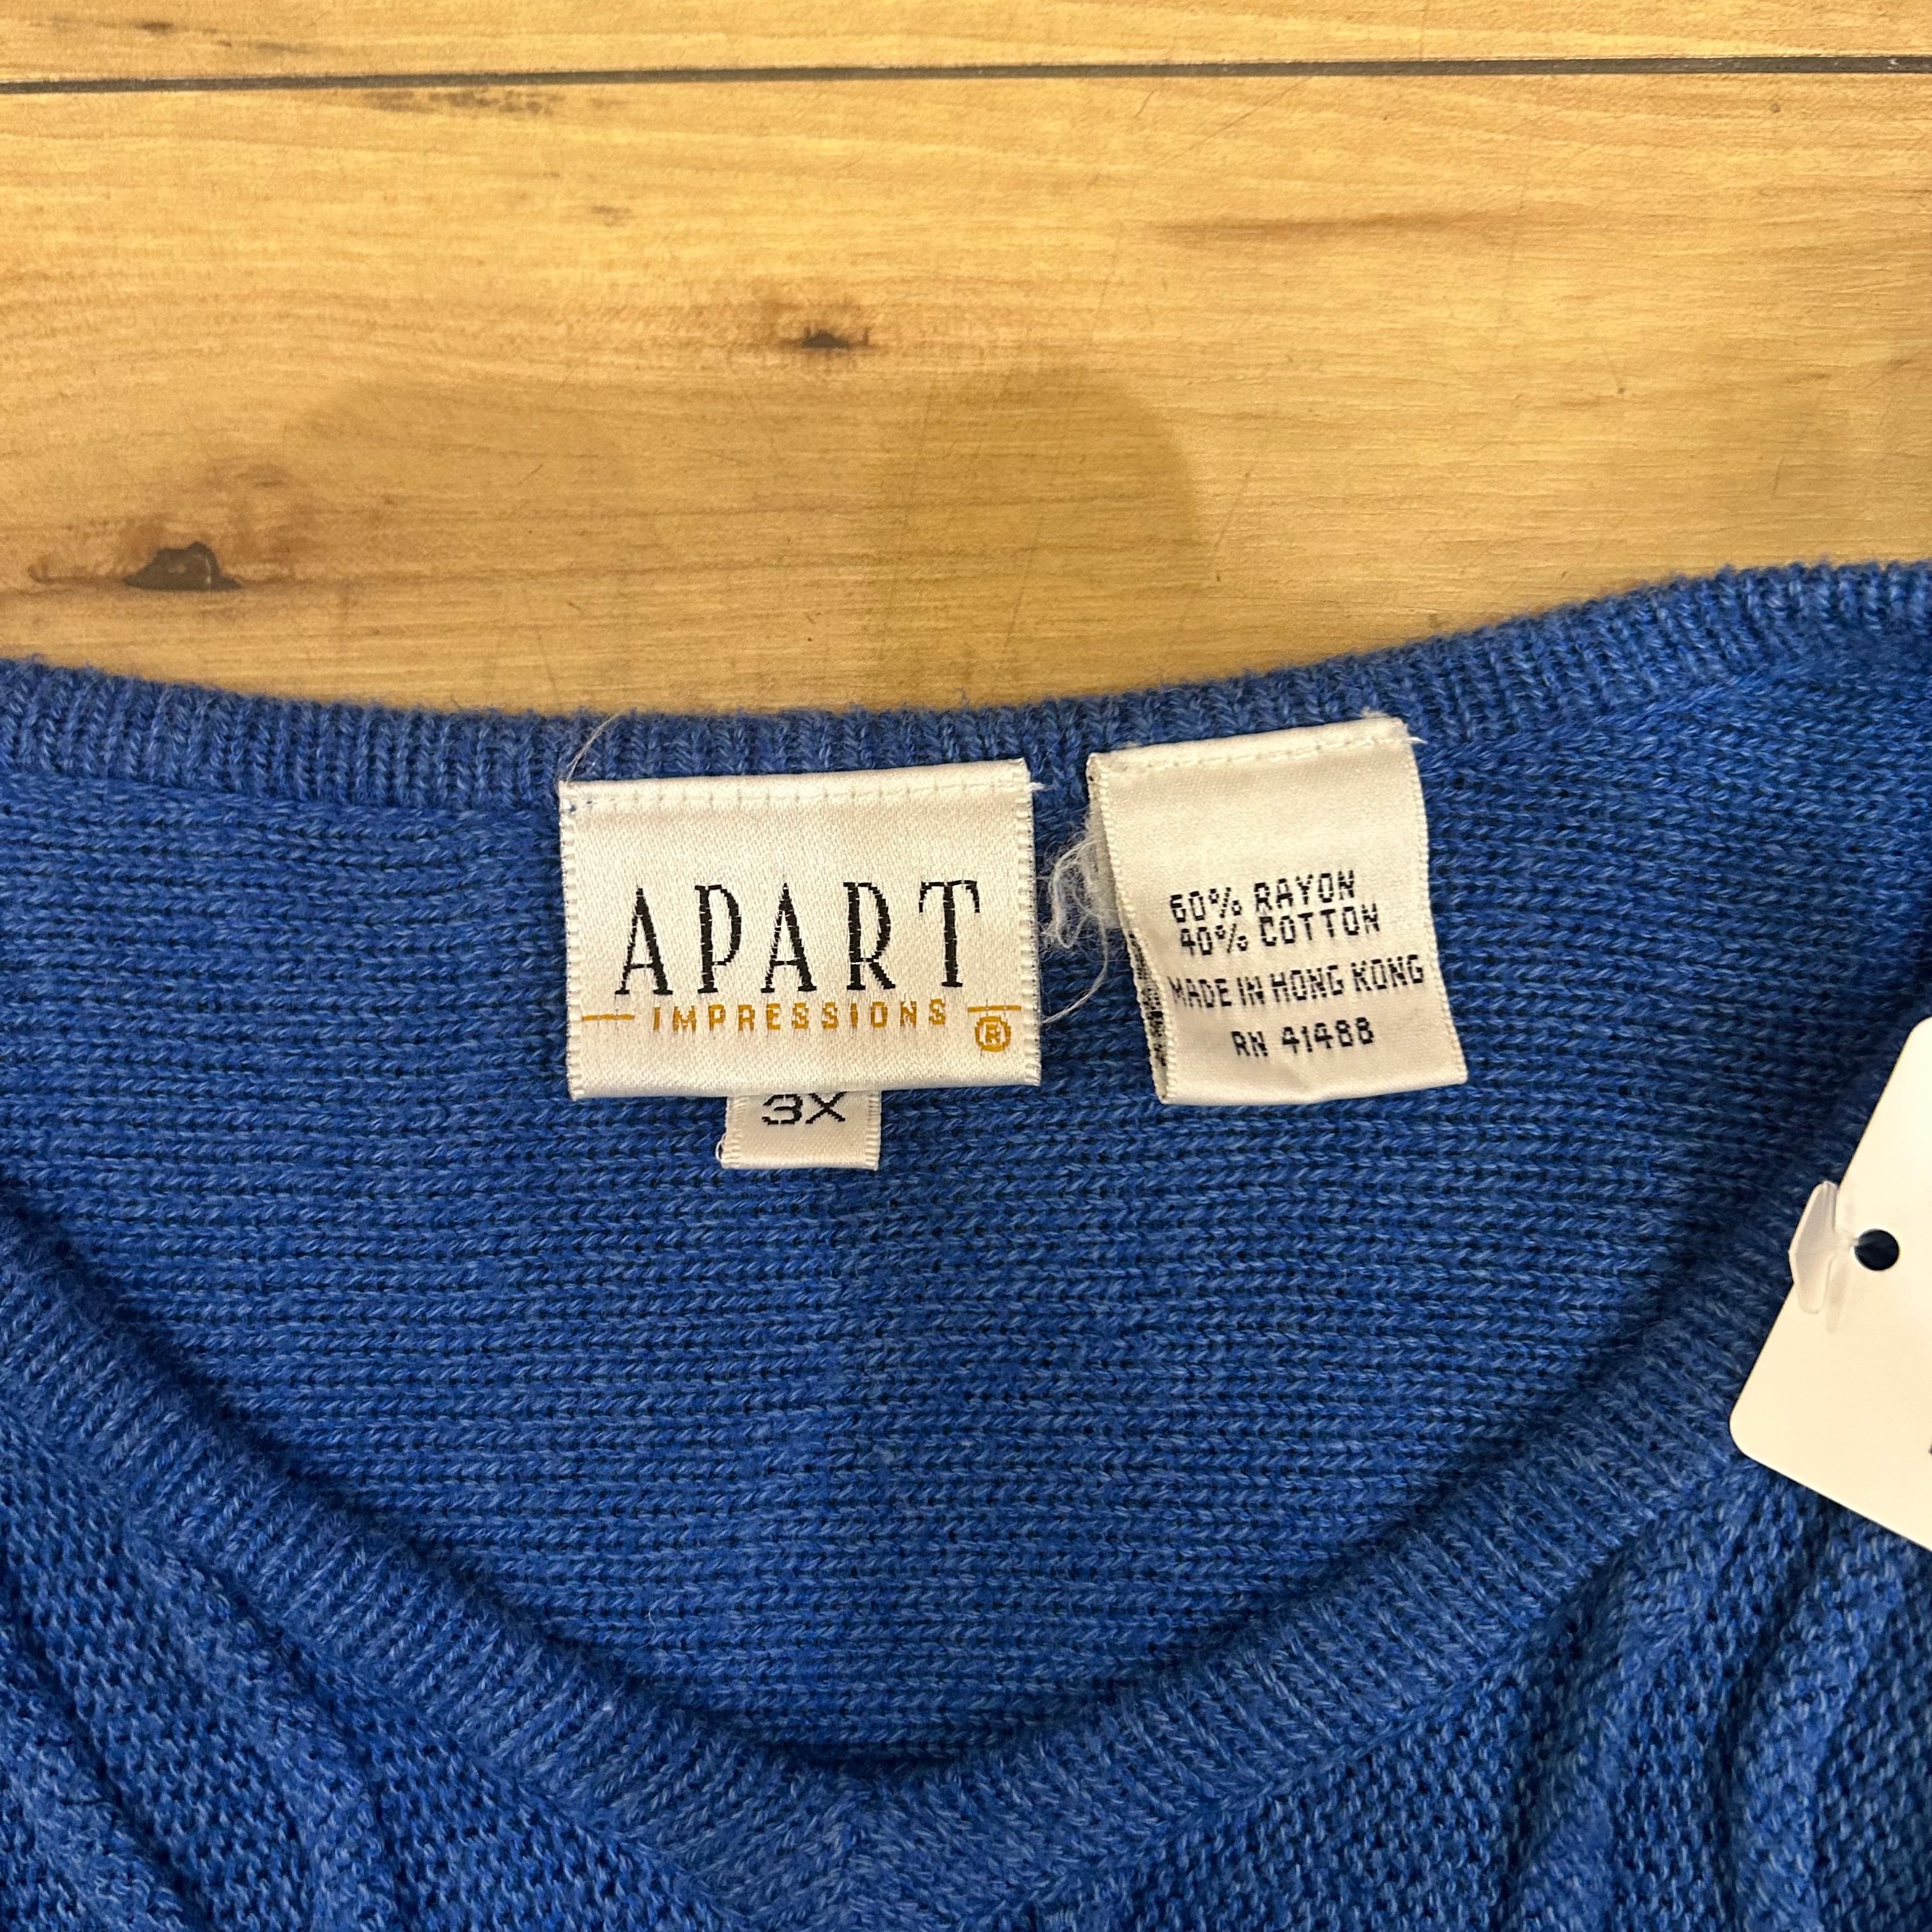 APART
IMPRESSIONS ®
3X
60% RAYON
40% COTTON
MADE IN HONG KONG
RN 41488